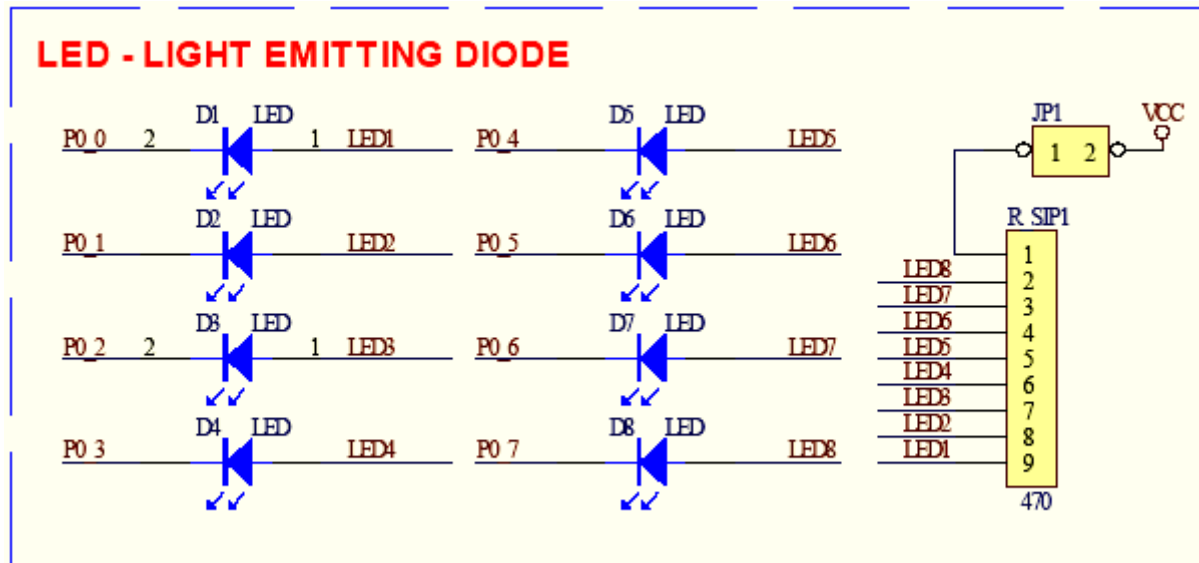 LED - LIGHT EMITTING DIODE
D1 LED
P0_0 2 1 LED1
D5 LED
P0_4 LED5
JP1 VCC
1 2
D2 LED
P0_1 LED2
D6 LED
P0_5 LED6
D3 LED
P0_2 2 1 LED3
D7 LED
P0_6 LED7
D4 LED
P0_3 LED4
D8 LED
P0_7 LED8
R_SIP1
1
LED8 2
LED7 3
LED6 4
LED5 5
LED4 6
LED3 7
LED2 8
LED1 9
470